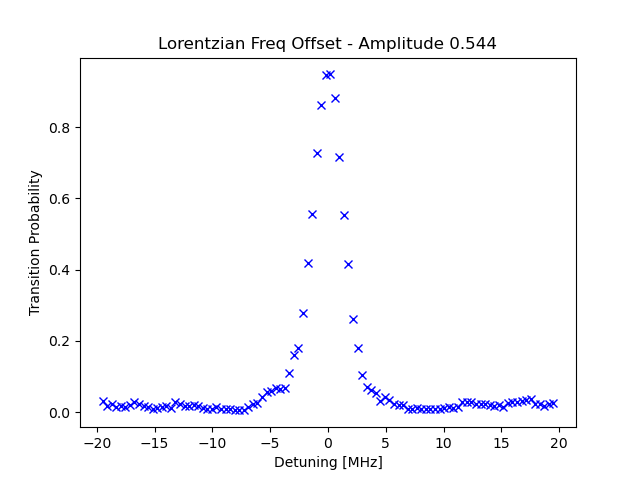 Lorentzian Freq Offset - Amplitude 0.544
Transition Probability
0.8
0.6
0.4
0.2
0.0
−20 −15 −10 −5 0 5 10 15 20
Detuning [MHz]